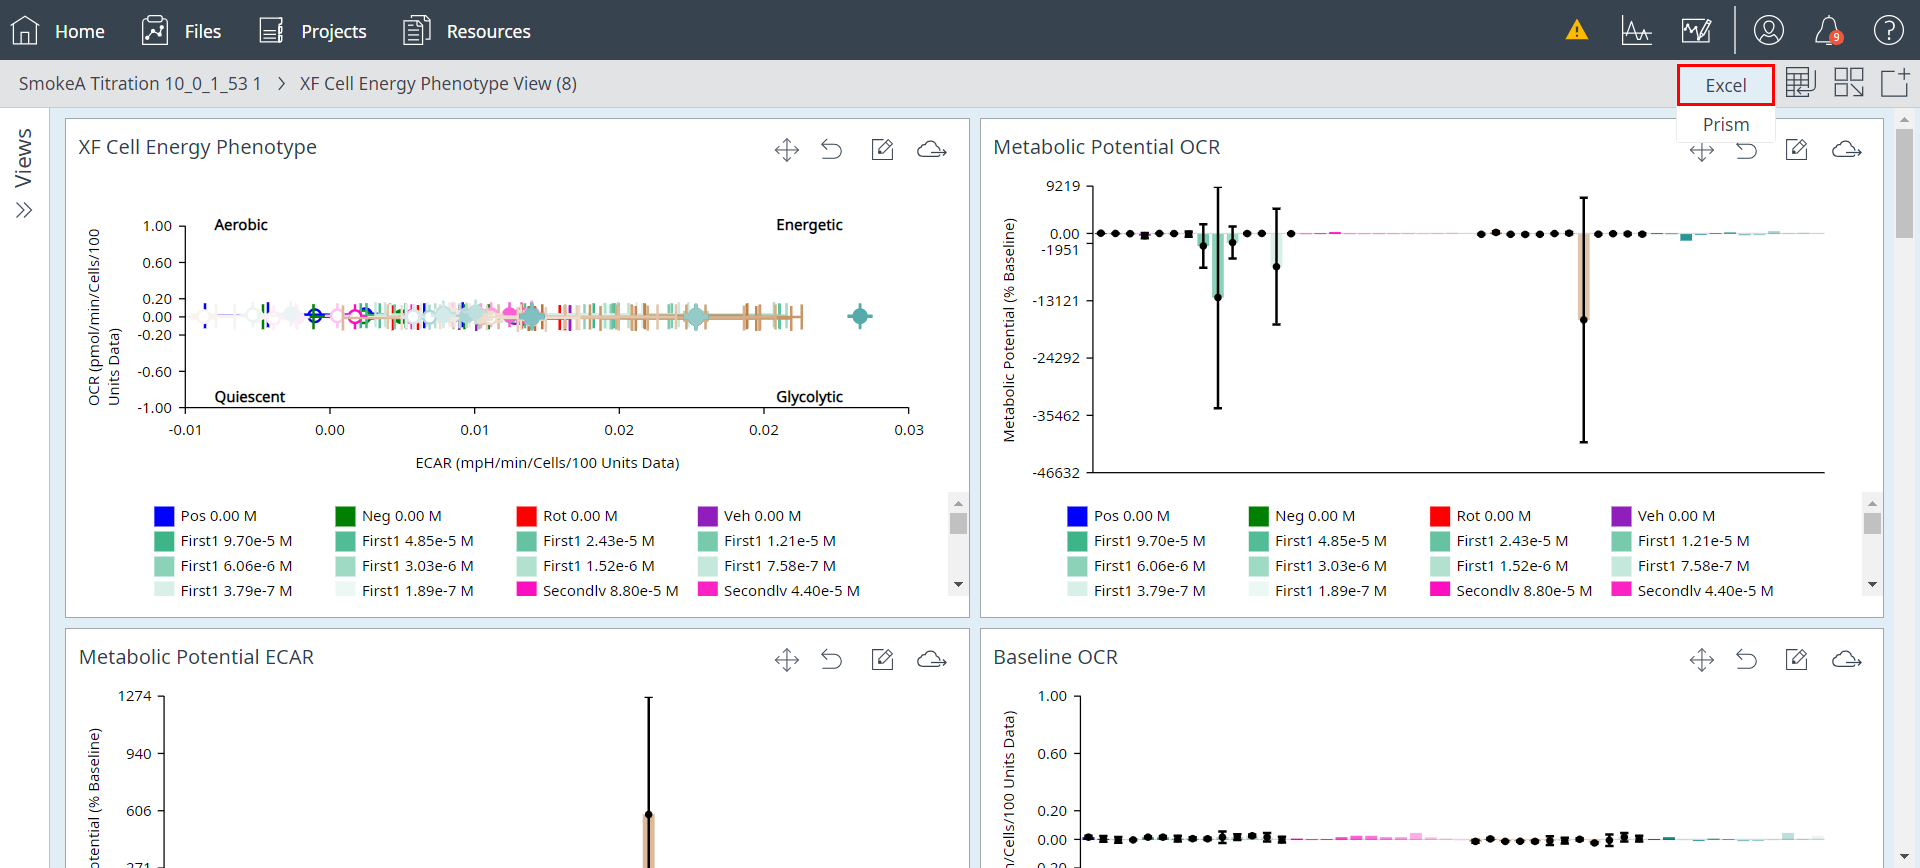 Home Files Projects Resources
9
SmokeA Titration 10_0_1_53 1 > XF Cell Energy Phenotype View (8)
Excel
Prism
Views
XF Cell Energy Phenotype
OCR (pmol/min/Cells/100
Units Data)
1.00
0.60
0.20
0.00
-0.20
-0.60
-1.00
Aerobic Energetic
Quiescent Glycolytic
-0.01 0.00 0.01 0.02 0.02 0.03
ECAR (mpH/min/Cells/100 Units Data)
Pos 0.00 M Neg 0.00 M Rot 0.00 M Veh 0.00 M
First1 9.70e-5 M First1 4.85e-5 M First1 2.43e-5 M First1 1.21e-5 M
First1 6.06e-6 M First1 3.03e-6 M First1 1.52e-6 M First1 7.58e-7 M
First1 3.79e-7 M First1 1.89e-7 M Secondly 8.80e-5 M Secondly 4.40e-5 M
Metabolic Potential OCR
Metabolic Potential (% Baseline)
9219
0.00
-1951
-13121
-24292
-35462
-46632
Pos 0.00 M Neg 0.00 M Rot 0.00 M Veh 0.00 M
First1 9.70e-5 M First1 4.85e-5 M First1 2.43e-5 M First1 1.21e-5 M
First1 6.06e-6 M First1 3.03e-6 M First1 1.52e-6 M First1 7.58e-7 M
First1 3.79e-7 M First1 1.89e-7 M Secondly 8.80e-5 M Secondly 4.40e-5 M
Metabolic Potential ECAR
otential (% Baseline)
1274
940
606
271
Baseline OCR
n/Cells/100 Units Data)
1.00
0.60
0.20
0.00
-0.20